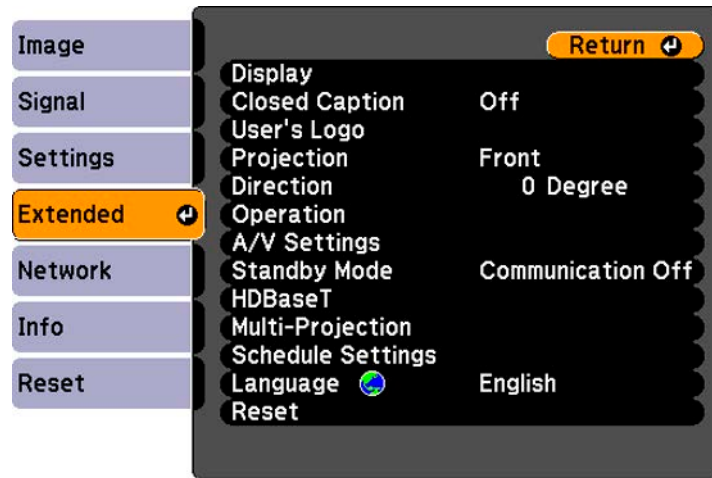 Image
Signal
Settings
Extended
Network
Info
Reset
Return
Display
Closed Caption Off
User's Logo
Projection Front
Direction 0 Degree
Operation
A/V Settings
Standby Mode Communication Off
HDBaseT
Multi-Projection
Schedule Settings
Language English
Reset